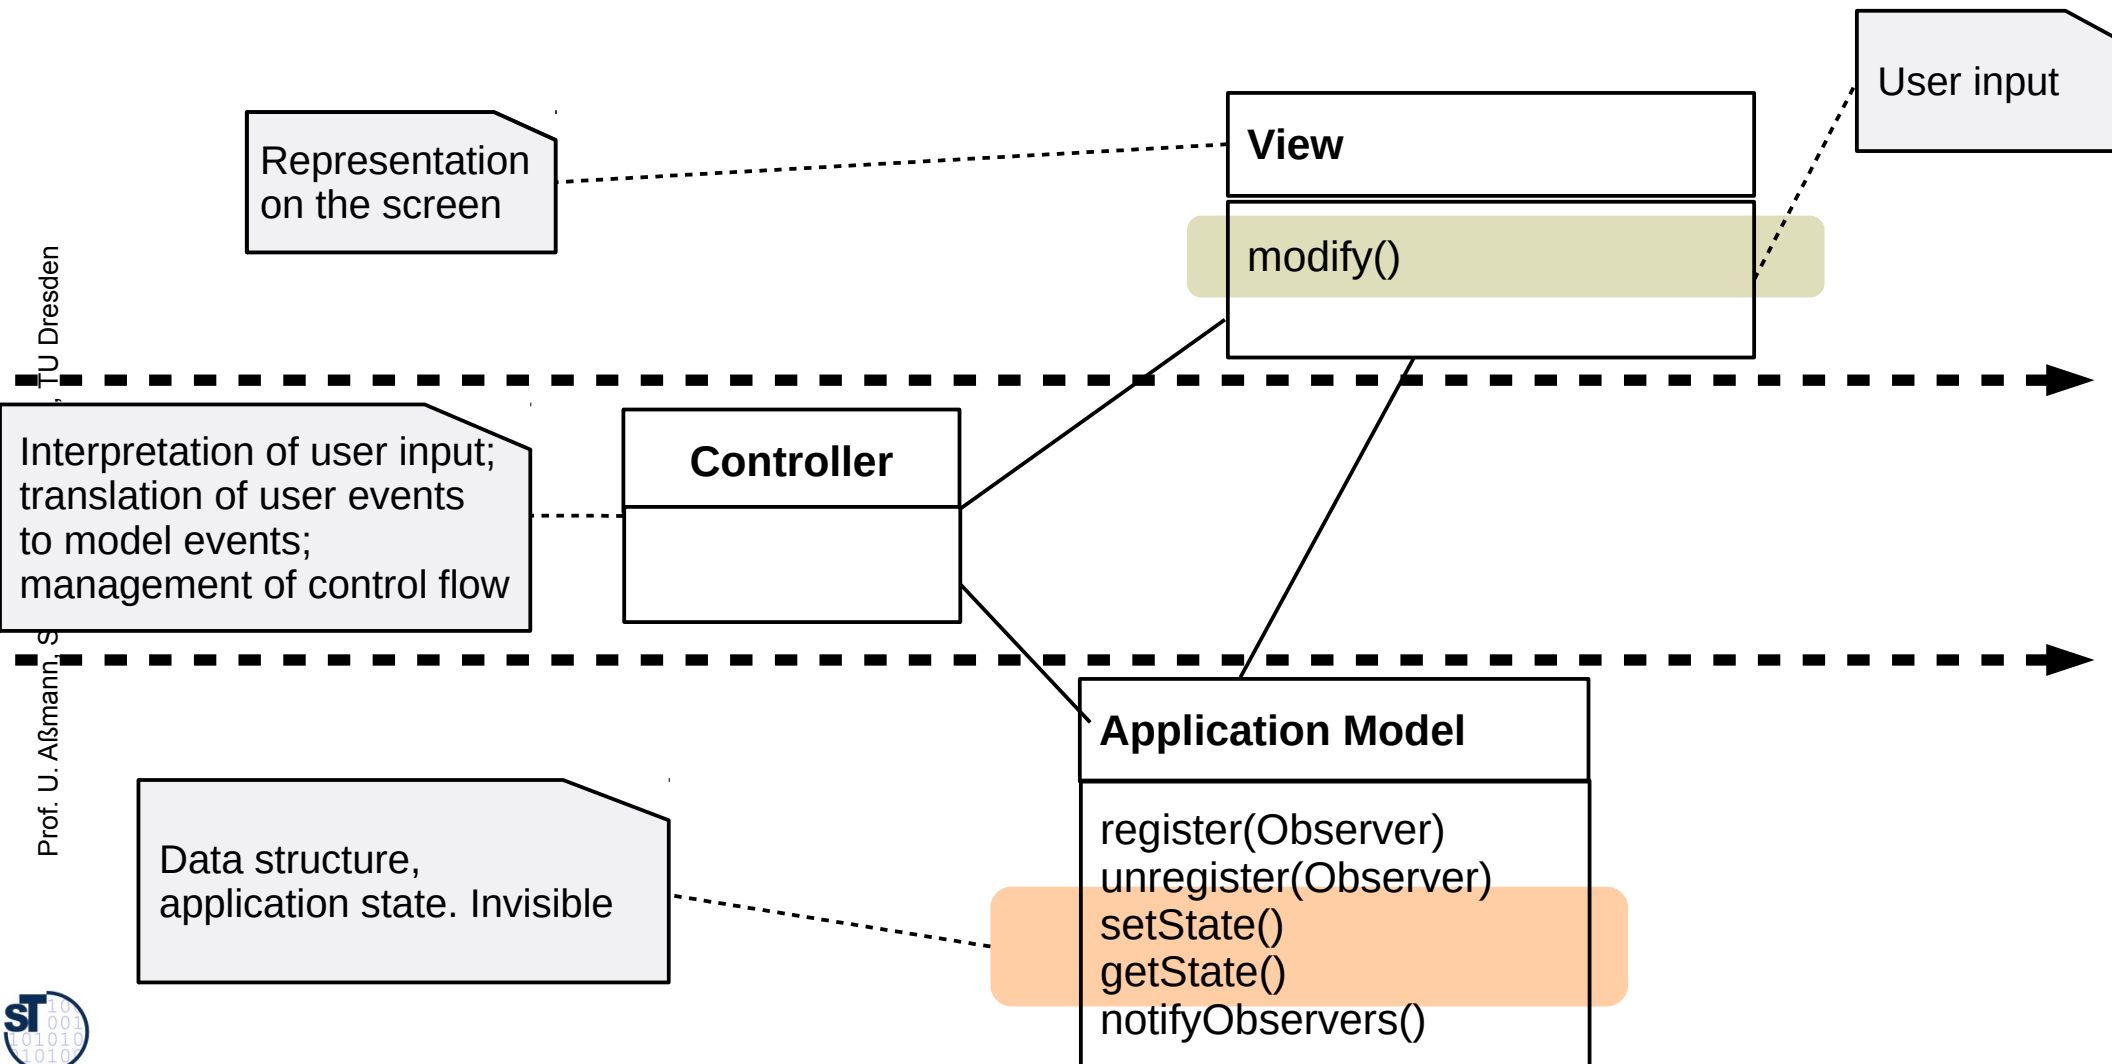 User input
Representation
on the screen
View
modify()
Interpretation of user input;
translation of user events
to model events;
management of control flow
Controller
Application Model
register(Observer)
unregister(Observer)
setState()
getState()
notifyObservers()
Data structure,
application state. Invisible
Prof. U. Aßmann, TU Dresden
ST